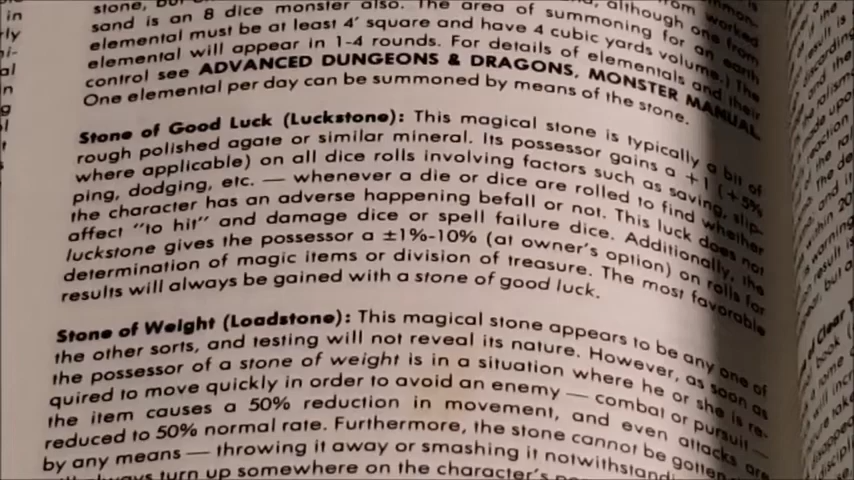 stone, but
although one from
sand is an 8 dice monster also. The area of summoning for an earth
elemental must be at least 4' square and have 4 cubic yards volume.) The
elemental will appear in 1-4 rounds. For details of elementals and their
control see ADVANCED DUNGEONS & DRAGONS, MONSTER MANUAL.
One elemental per day can be summoned by means of the stone.
Stone of Good Luck (Luckstone): This magical stone is typically a bit of
rough polished agate or similar mineral. Its possessor gains a +1 (+5%
where applicable) on all dice rolls involving factors such as saving, slip-
ping, dodging, etc. — whenever a die or dice are rolled to find whether
the character has an adverse happening befall or not. This luck does not
affect "to hit" and damage dice or spell failure dice. Additionally, the
luckstone gives the possessor a ±1%-10% (at owner's option) on rolls for
determination of magic items or division of treasure. The most favorable
results will always be gained with a stone of good luck.
Stone of Weight (Loadstone): This magical stone appears to be any one of
the other sorts, and testing will not reveal its nature. However, as soon as
the possessor of a stone of weight is in a situation where he or she is re-
quired to move quickly in order to avoid an enemy — combat or pursuit —
the item causes a 50% reduction in movement, and even attacks are
reduced to 50% normal rate. Furthermore, the stone cannot be gotten
by any means — throwing it away or smashing it
turn up somewhere on the character's